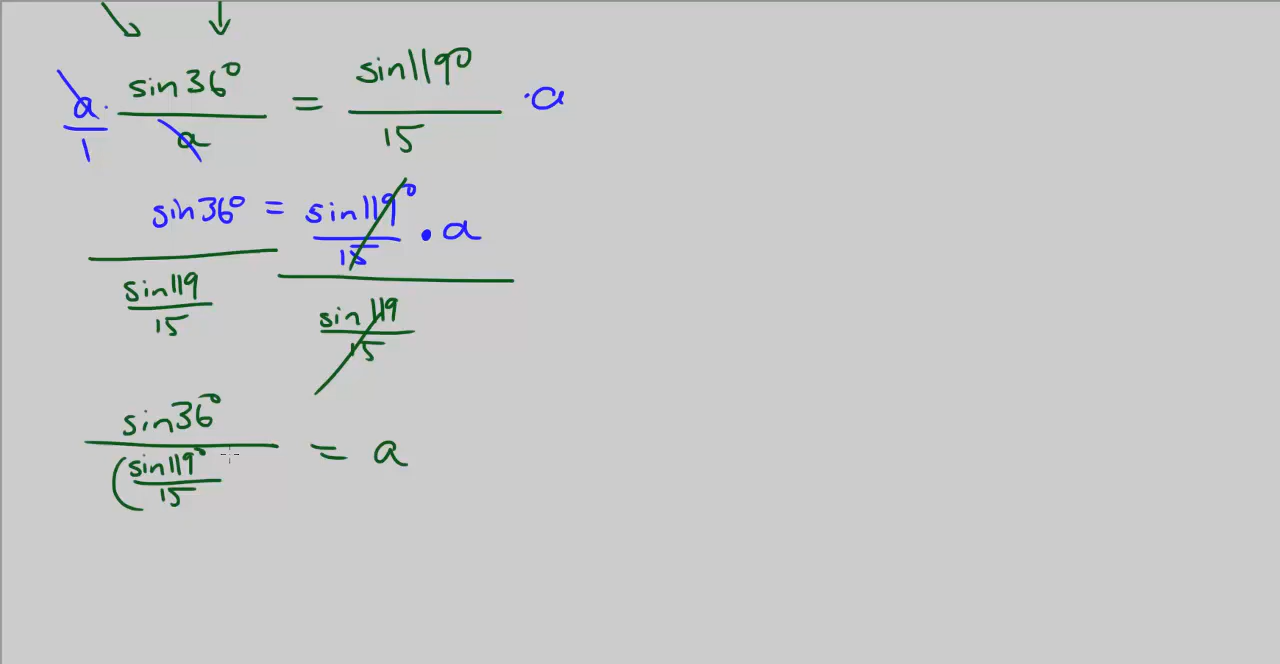 a/1 · sin36°/a = sin119°/15 · a
sin36° = sin119°/15 · a
sin119/15 sin119/15
sin36°/(sin119°/15 = a